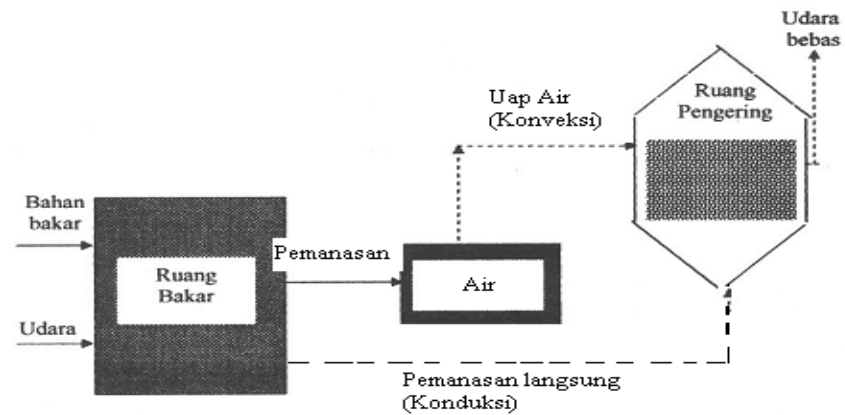 Udara
bebas
Ruang
Pengering
Uap Air
(Konveksi)
Bahan
bakar
Pemanasan
Ruang
Bakar
Air
Udara
Pemanasan langsung
(Konduksi)